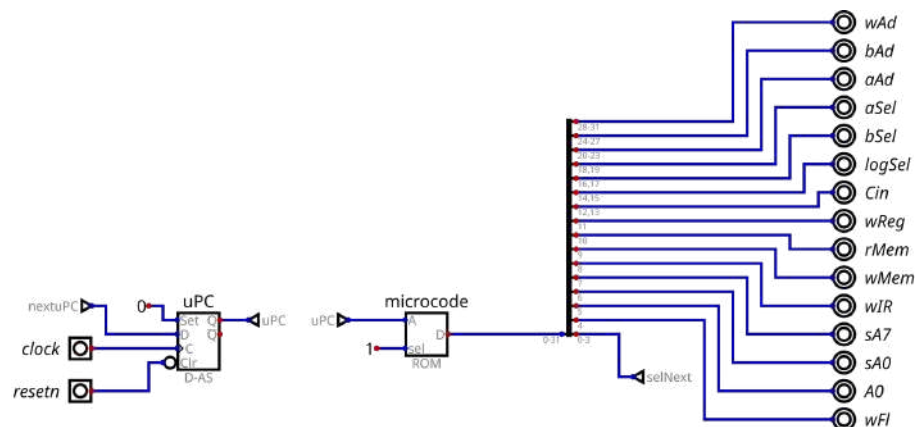 wAd
bAd
aAd
aSel
bSel
logSel
Cin
wReg
rMem
wMem
wIR
sA7
sA0
A0
wFl
28-31
24-27
20-23
18,19
16,17
14,15
12,13
11
10
9
8
7
6
5
4
0-3
0-31
selNext
microcode
uPC
A
D
1
sel
ROM
uPC
nextuPC
0
Set
Q
uPC
D
Q
clock
C
resetn
Clr
D-AS